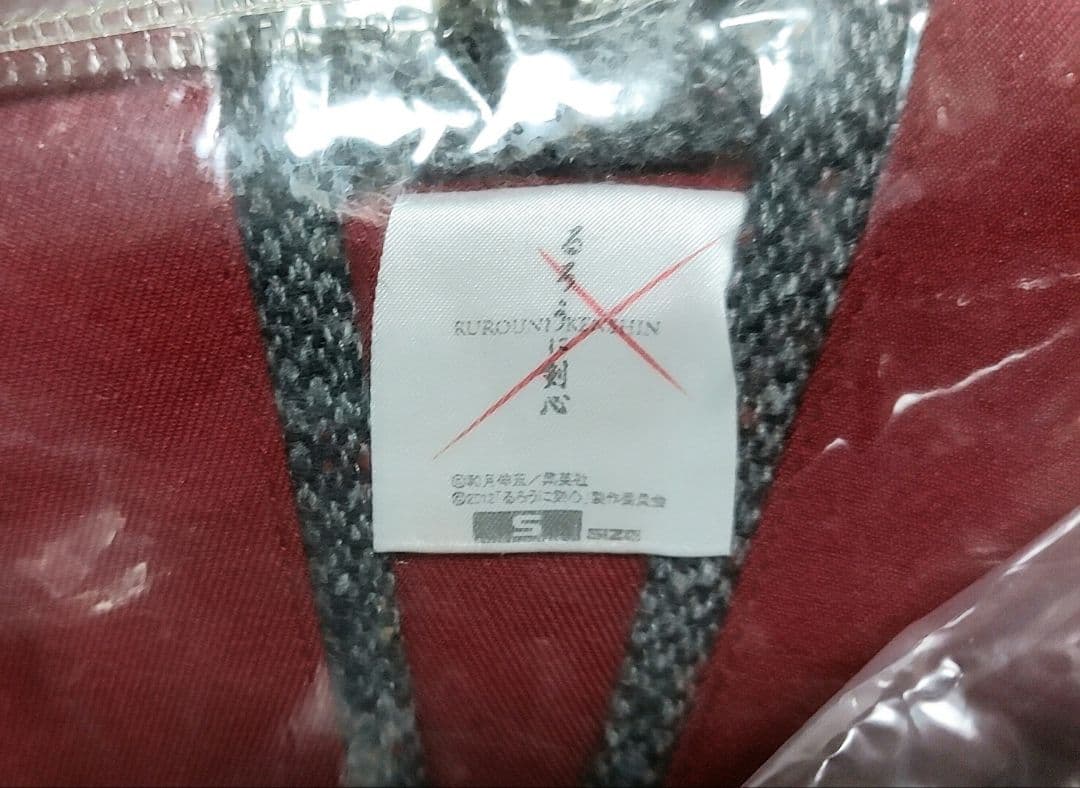 るろうに剣心
RUROUNI KENSHIN
©和月伸宏／集英社
©2012「るろうに剣心」製作委員会
S SIZE